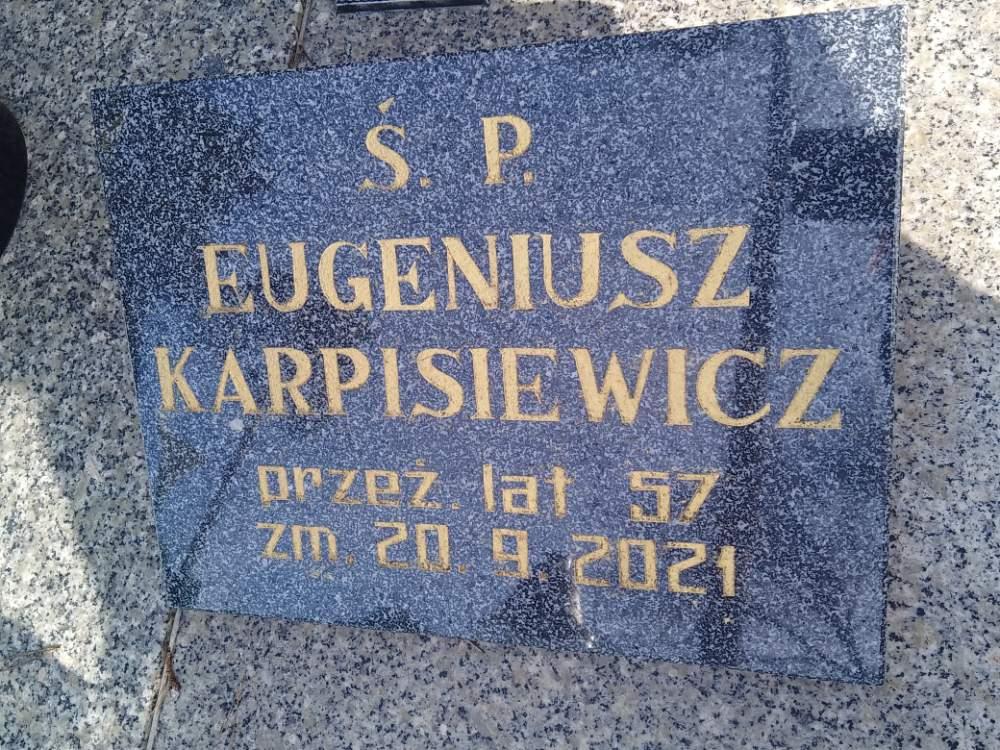 Ś. P.
EUGENIUSZ
KARPISIEWICZ
przeż. lat 57
zm. 20. 9. 2021